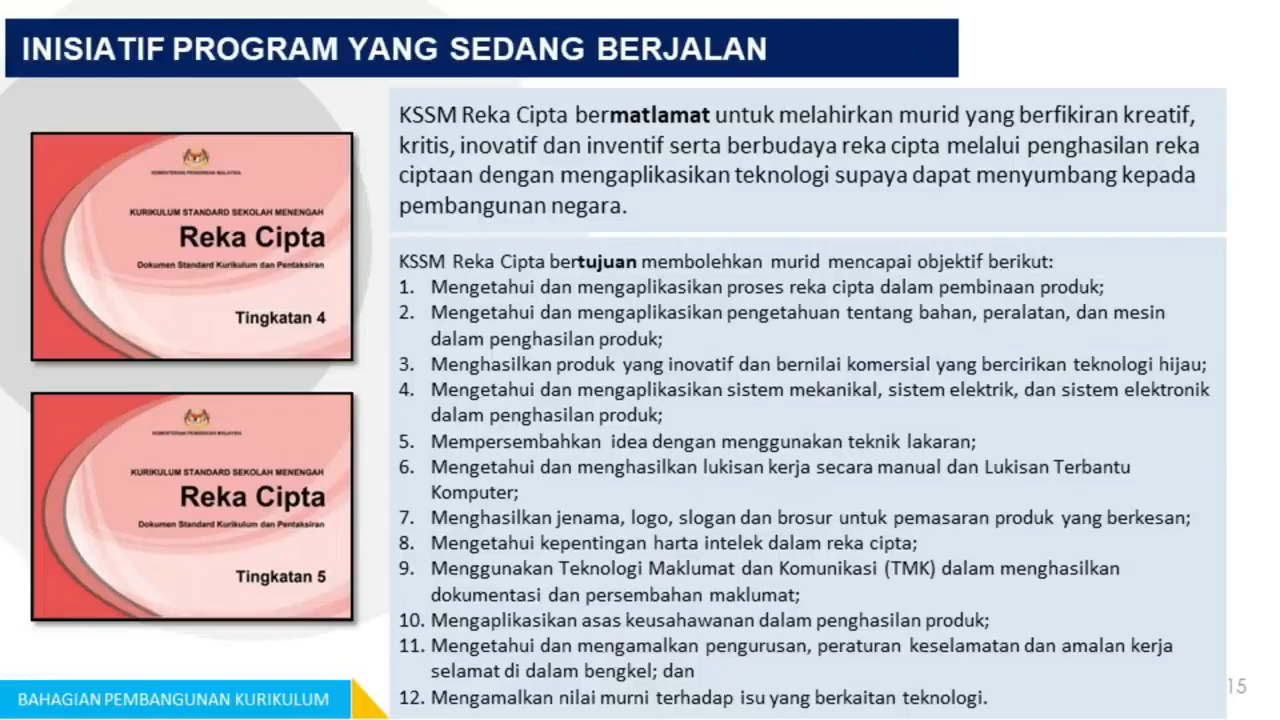 INISIATIF PROGRAM YANG SEDANG BERJALAN
KEMENTERIAN PENDIDIKAN MALAYSIA
KURIKULUM STANDARD SEKOLAH MENENGAH
Reka Cipta
Dokumen Standard Kurikulum dan Pentaksiran
Tingkatan 4
KEMENTERIAN PENDIDIKAN MALAYSIA
KURIKULUM STANDARD SEKOLAH MENENGAH
Reka Cipta
Dokumen Standard Kurikulum dan Pentaksiran
Tingkatan 5
KSSM Reka Cipta bermatlamat untuk melahirkan murid yang berfikiran kreatif,
kritis, inovatif dan inventif serta berbudaya reka cipta melalui penghasilan reka
ciptaan dengan mengaplikasikan teknologi supaya dapat menyumbang kepada
pembangunan negara.
KSSM Reka Cipta bertujuan membolehkan murid mencapai objektif berikut:
1. Mengetahui dan mengaplikasikan proses reka cipta dalam pembinaan produk;
2. Mengetahui dan mengaplikasikan pengetahuan tentang bahan, peralatan, dan mesin
dalam penghasilan produk;
3. Menghasilkan produk yang inovatif dan bernilai komersial yang bercirikan teknologi hijau;
4. Mengetahui dan mengaplikasikan sistem mekanikal, sistem elektrik, dan sistem elektronik
dalam penghasilan produk;
5. Mempersembahkan idea dengan menggunakan teknik lakaran;
6. Mengetahui dan menghasilkan lukisan kerja secara manual dan Lukisan Terbantu
Komputer;
7. Menghasilkan jenama, logo, slogan dan brosur untuk pemasaran produk yang berkesan;
8. Mengetahui kepentingan harta intelek dalam reka cipta;
9. Menggunakan Teknologi Maklumat dan Komunikasi (TMK) dalam menghasilkan
dokumentasi dan persembahan maklumat;
10. Mengaplikasikan asas keusahawanan dalam penghasilan produk;
11. Mengetahui dan mengamalkan pengurusan, peraturan keselamatan dan amalan kerja
selamat di dalam bengkel; dan
12. Mengamalkan nilai murni terhadap isu yang berkaitan teknologi.
BAHAGIAN PEMBANGUNAN KURIKULUM
15